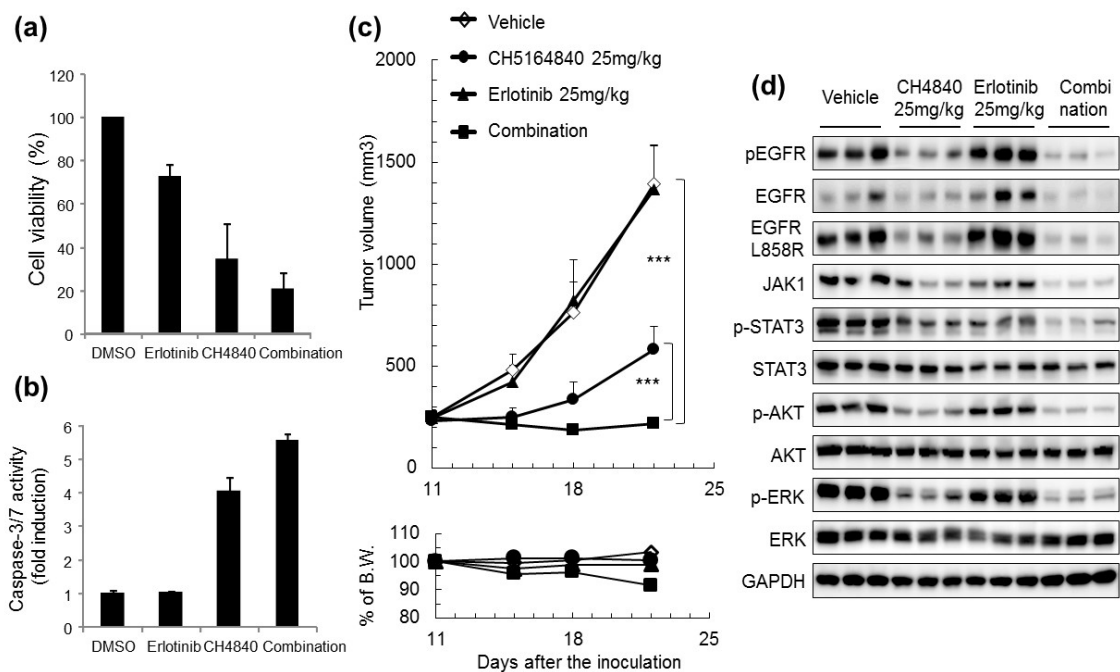 (a)
Cell viability (%)
120
100
80
60
40
20
0
DMSO Erlotinib CH4840 Combination
(b)
Caspase-3/7 activity
(fold induction)
6
5
4
3
2
1
0
DMSO Erlotinib CH4840 Combination
(c)
Vehicle
CH5164840 25mg/kg
Erlotinib 25mg/kg
Combination
Tumor volume (mm3)
2000
1500
1000
500
0
***
***
11 18 25
% of B.W.
110
100
90
80
11 18 25
Days after the inoculation
(d)
Vehicle
CH4840
25mg/kg
Erlotinib
25mg/kg
Combi
nation
pEGFR
EGFR
EGFR
L858R
JAK1
p-STAT3
STAT3
p-AKT
AKT
p-ERK
ERK
GAPDH